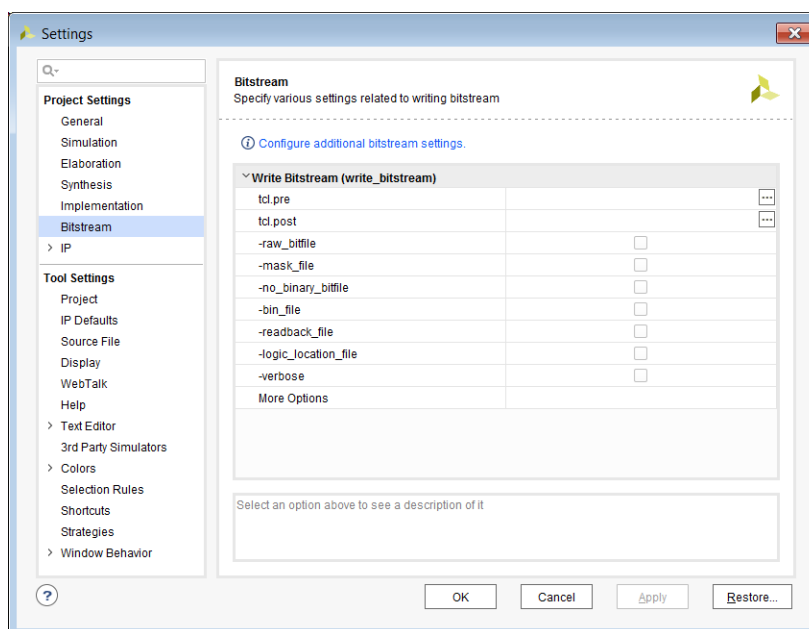 Settings
Project Settings
General
Simulation
Elaboration
Synthesis
Implementation
Bitstream
IP
Tool Settings
Project
IP Defaults
Source File
Display
WebTalk
Help
Text Editor
3rd Party Simulators
Colors
Selection Rules
Shortcuts
Strategies
Window Behavior
Bitstream
Specify various settings related to writing bitstream
Configure additional bitstream settings.
Write Bitstream (write_bitstream)
tcl.pre
tcl.post
-raw_bitfile
-mask_file
-no_binary_bitfile
-bin_file
-readback_file
-logic_location_file
-verbose
More Options
Select an option above to see a description of it
? OK Cancel Apply Restore...